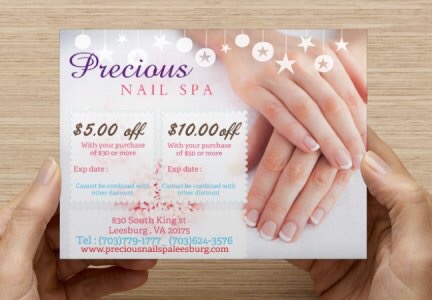 Precious
NAIL SPA
$5.00 off
With your purchase
of $30 or more
Exp date :
Cannot be combined with
other discount.
$70.00 off
With your purchase
of $50 or more
Exp date :
Cannot be combined with
other discount.
830 South King st
Leesburg , VA 20175
Tel : (703)779-1777_ (703)624-3576
www.preciousnailspaleesburg.com